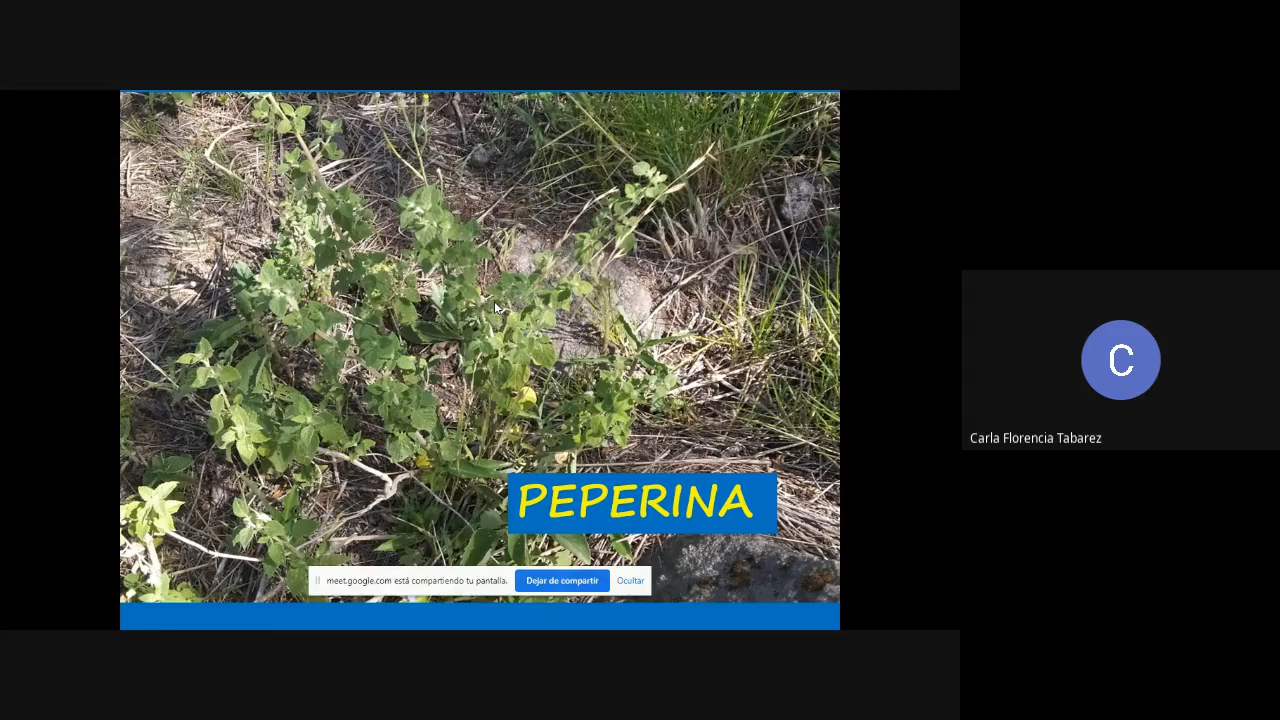 PEPERINA
meet.google.com está compartiendo tu pantalla. Dejar de compartir Ocultar
C
Carla Florencia Tabarez